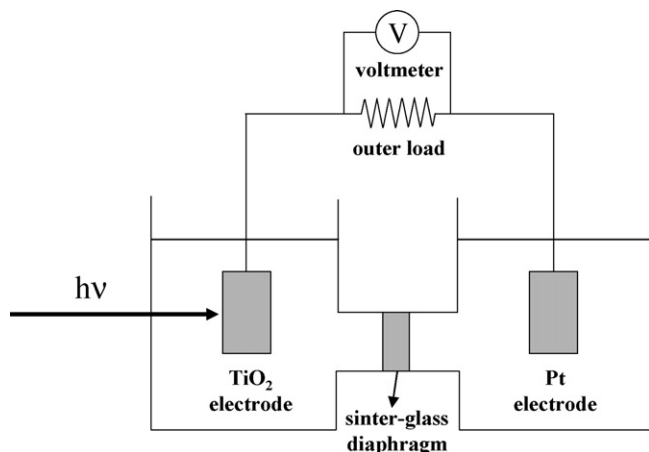 V
voltmeter
outer load
hν
TiO₂
electrode
Pt
electrode
sinter-glass
diaphragm